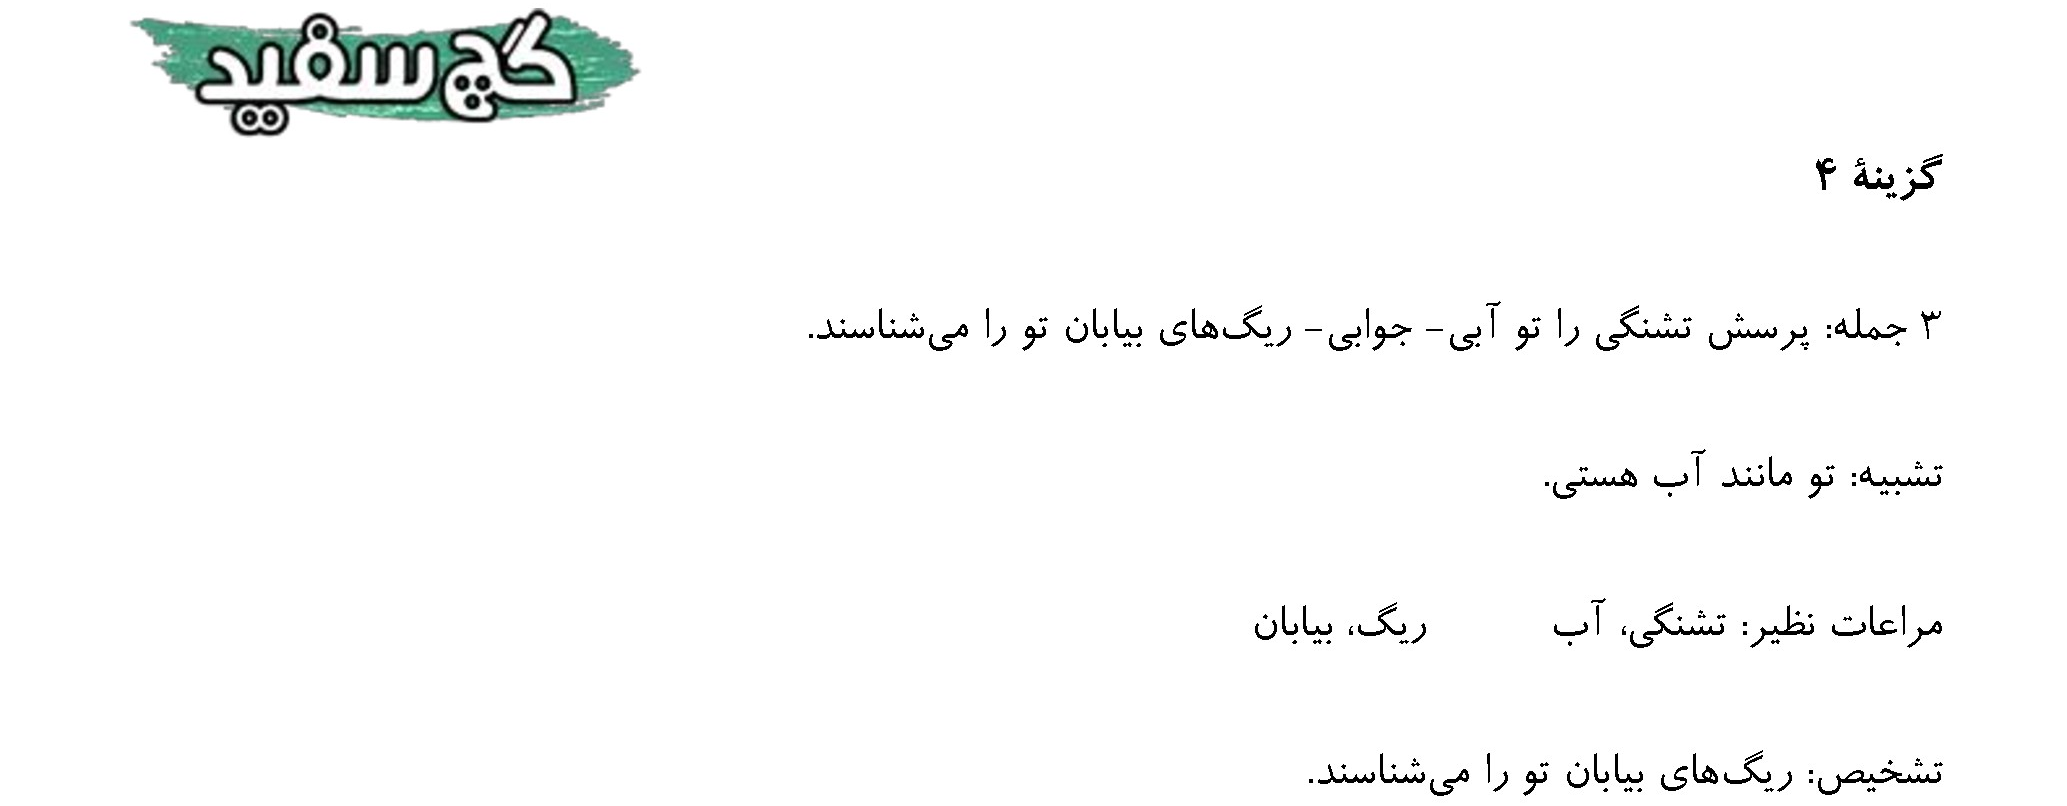 گچ سفید
گزینهٔ ۴
۳ جمله: پرسش تشنگی را تو آبی- جوابی- ریگ‌های بیابان تو را می‌شناسند.
تشبیه: تو مانند آب هستی.
مراعات نظیر: تشنگی، آب ریگ، بیابان
تشخیص: ریگ‌های بیابان تو را می‌شناسند.